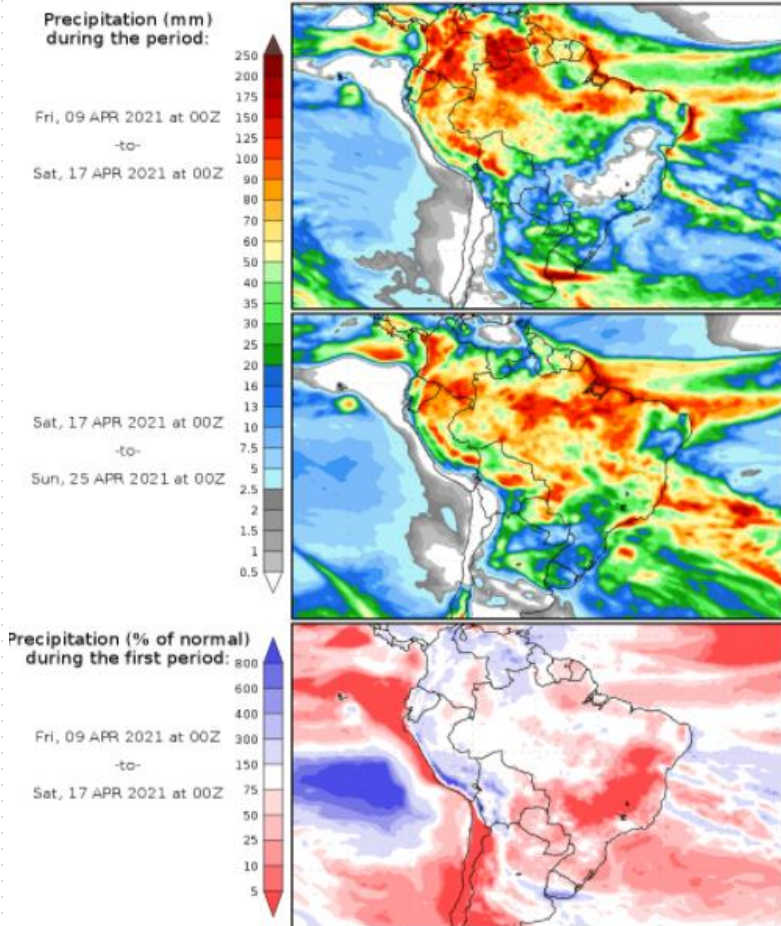 Precipitation (mm)
during the period:
Fri, 09 APR 2021 at 00Z
-to-
Sat, 17 APR 2021 at 00Z
250
200
175
150
125
100
90
80
70
60
50
40
35
30
25
20
16
13
10
7.5
5
2.5
2
1.5
1
0.5
Sat, 17 APR 2021 at 00Z
-to-
Sun, 25 APR 2021 at 00Z
Precipitation (% of normal)
during the first period:
Fri, 09 APR 2021 at 00Z
-to-
Sat, 17 APR 2021 at 00Z
800
600
400
300
150
75
50
25
10
5